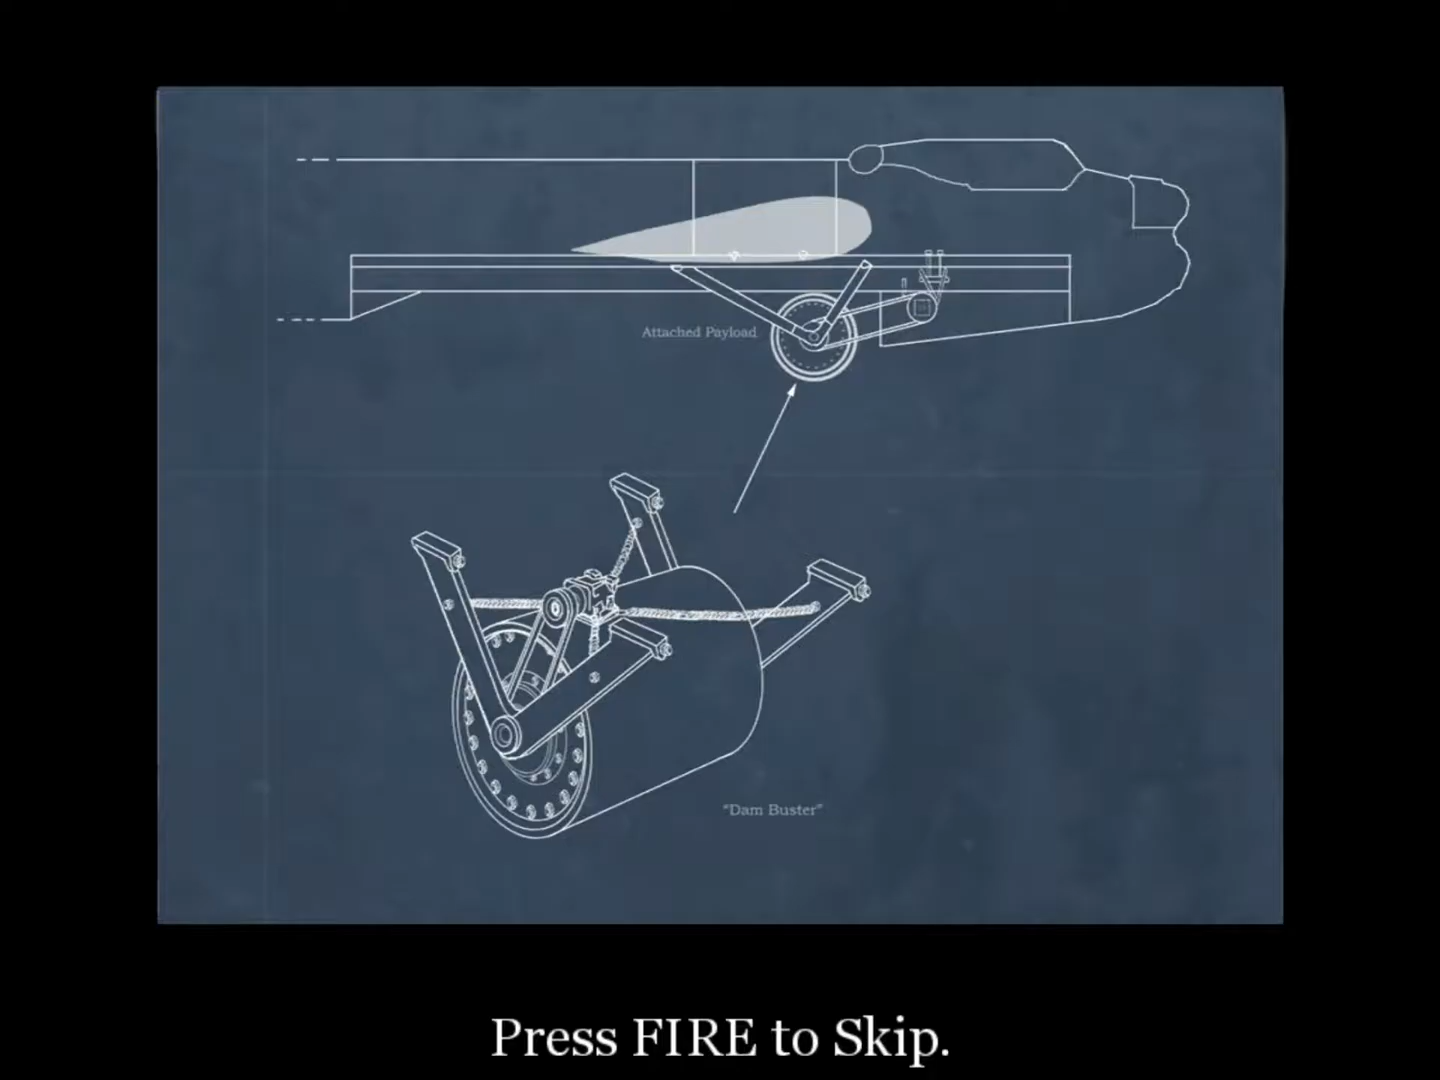 Attached Payload
"Dam Buster"
Press FIRE to Skip.